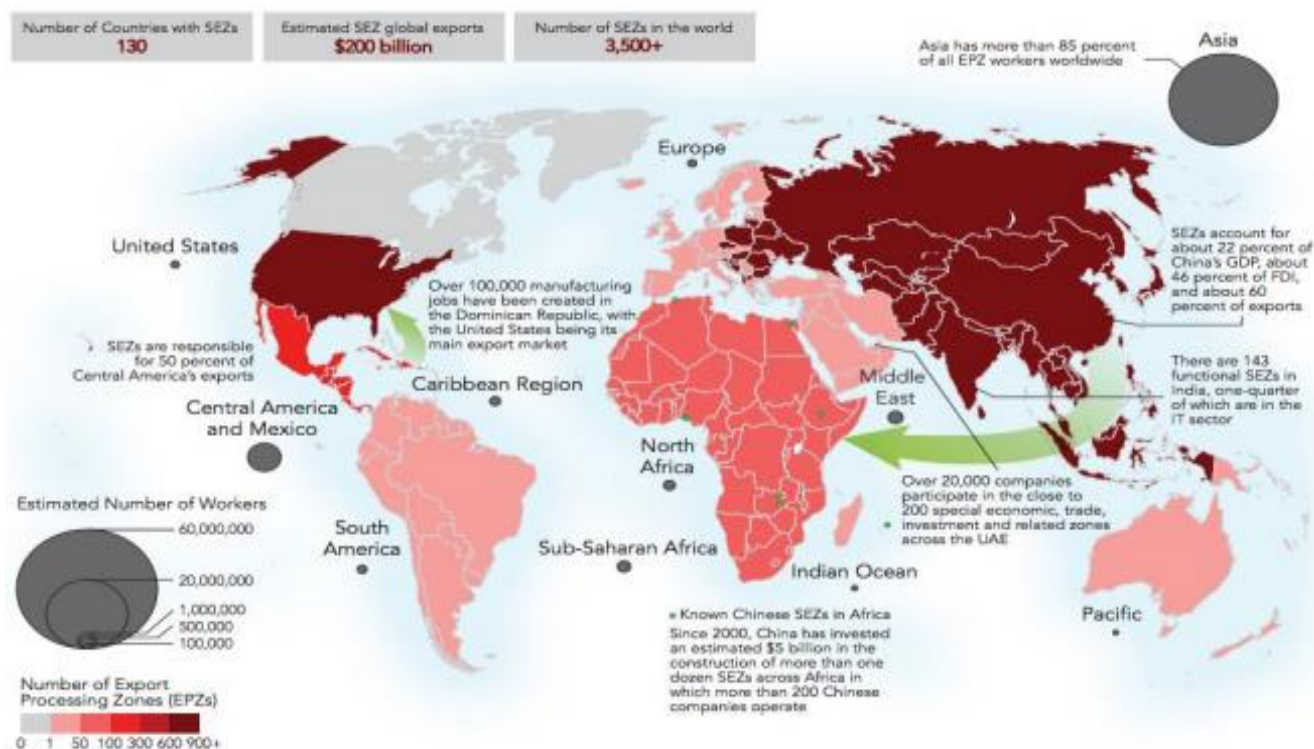 Number of Countries with SEZs
130
Estimated SEZ global exports
$200 billion
Number of SEZs in the world
3,500+
Asia
Asia has more than 85 percent
of all EPZ workers worldwide
Europe
United States
SEZs account for
about 22 percent of
China's GDP, about
46 percent of FDI,
and about 60
percent of exports
Over 100,000 manufacturing
jobs have been created in
the Dominican Republic, with
the United States being its
main export market
SEZs are responsible
for 50 percent of
Central America's exports
There are 143
functional SEZs in
India, one-quarter
of which are in the
IT sector
Caribbean Region
Middle
East
Central America
and Mexico
North
Africa
Over 20,000 companies
participate in the close to
200 special economic, trade,
investment and related zones
across the UAE
Estimated Number of Workers
60,000,000
20,000,000
1,000,000
500,000
100,000
South
America
Sub-Saharan Africa
Indian Ocean
Pacific
Known Chinese SEZs in Africa
Since 2000, China has invested
an estimated $5 billion in the
construction of more than one
dozen SEZs across Africa in
which more than 200 Chinese
companies operate
Number of Export
Processing Zones (EPZs)
0 1 50 100 300 600 900+